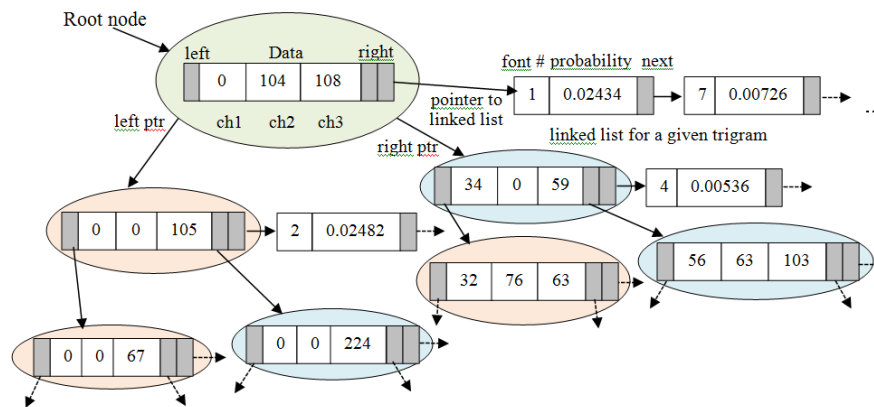 Root node
left Data right
0 104 108
ch1 ch2 ch3
font # probability next
1 0.02434 7 0.00726
pointer to
linked list
left ptr
right ptr
linked list for a given trigram
34 0 59 4 0.00536
0 0 105 2 0.02482
32 76 63
56 63 103
0 0 67
0 0 224